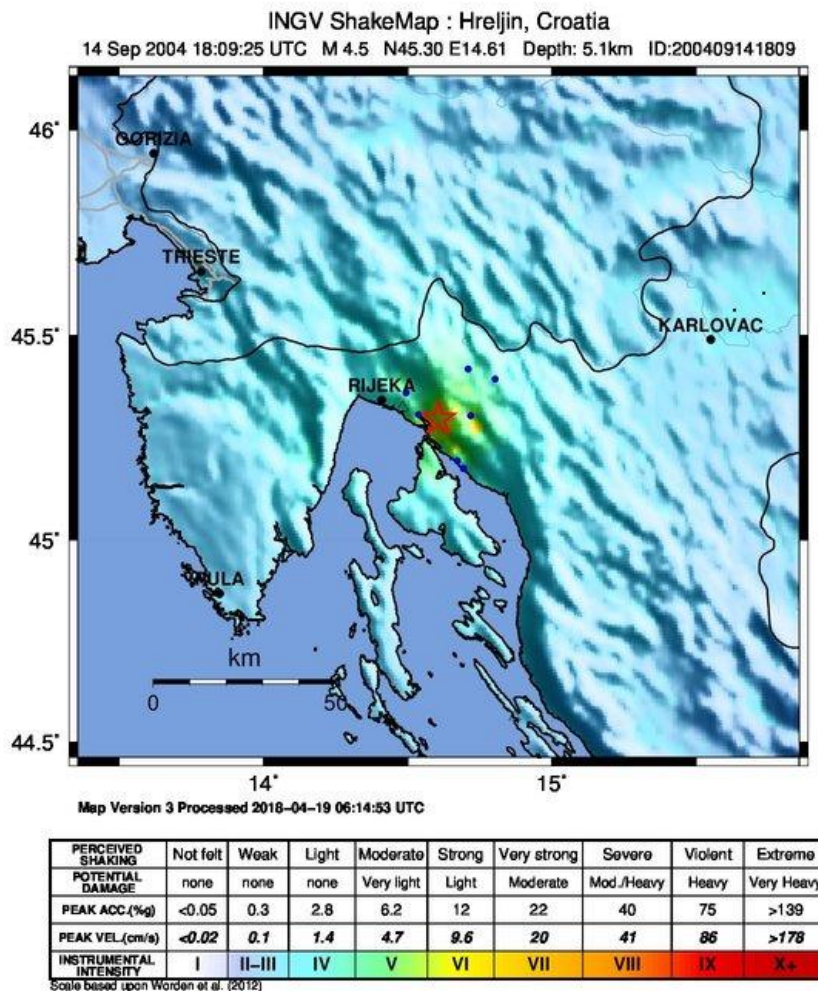 INGV ShakeMap : Hreljin, Croatia
14 Sep 2004 18:09:25 UTC M 4.5 N45.30 E14.61 Depth: 5.1km ID:200409141809
46°
GORIZIA
TRIESTE
45.5°
KARLOVAC
RIJEKA
45°
km
0
44.5°
14° 15°
Map Version 3 Processed 2018-04-19 06:14:53 UTC
PERCEIVED SHAKING Not felt Weak Light Moderate Strong Very strong Severe Violent Extreme
POTENTIAL DAMAGE none none none Very light Light Moderate Mod./Heavy Heavy Very Heavy
PEAK ACC.(%g) <0.05 0.3 2.8 6.2 12 22 40 75 >139
PEAK VEL.(cm/s) <0.02 0.1 1.4 4.7 9.6 20 41 86 >178
INSTRUMENTAL INTENSITY I II-III IV V VI VII VIII IX X+
Scale based upon Worden et al. (2012)